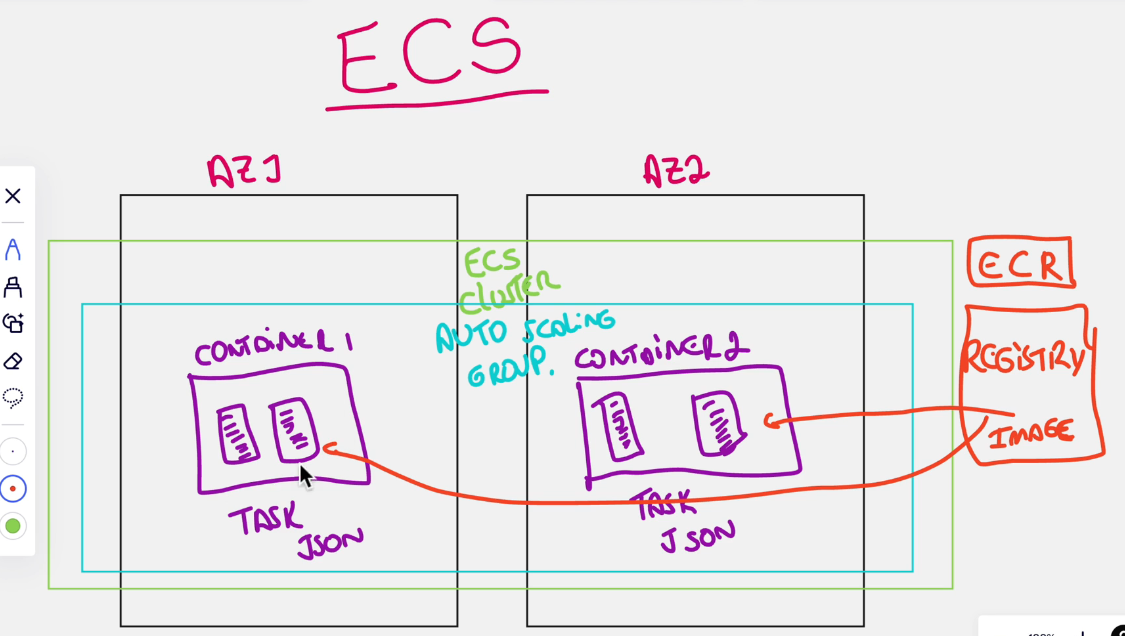 ECS
AZ1
AZ2
ECS
CLUSTER
AUTO SCALING
GROUP.
CONTAINER 1
CONTAINER 2
TASK
JSON
TASK
JSON
ECR
REGISTRY
IMAGE